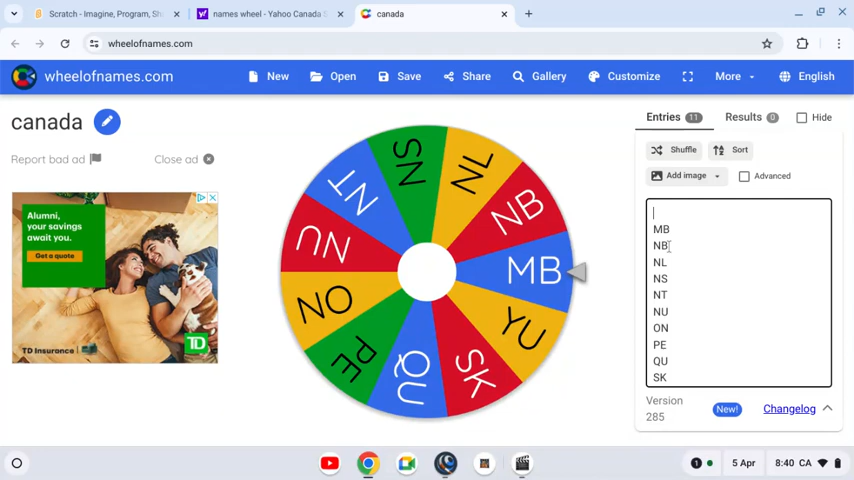 Scratch - Imagine, Program, Sh
names wheel - Yahoo Canada S
canada
wheelofnames.com
wheelofnames.com
New
Open
Save
Share
Gallery
Customize
More
English
canada
Report bad ad
Close ad
Alumni,
your savings
await you.
Get a quote
TD
TD Insurance
SN
NL
NB
MB
YU
SK
QU
PE
ON
NU
NT
Entries 11
Results 0
Hide
Shuffle
Sort
Add image
Advanced
MB
NB
NL
NS
NT
NU
ON
PE
QU
SK
Version
285
New!
Changelog
1
5 Apr
8:40 CA